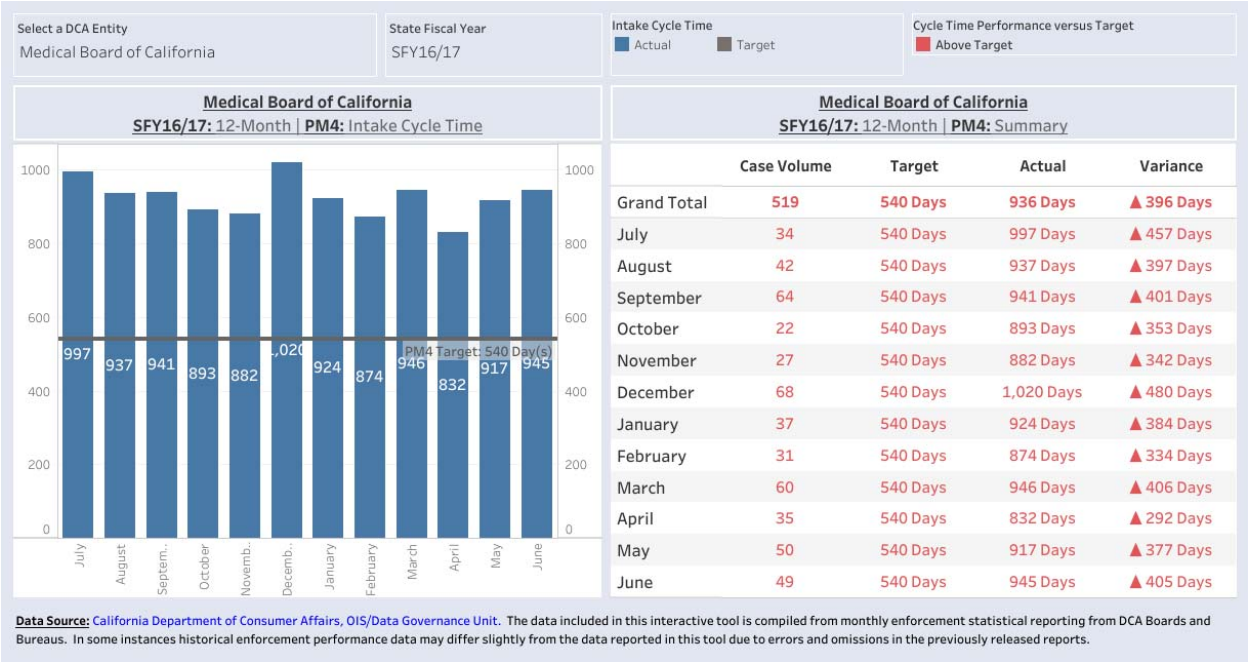 Select a DCA Entity
Medical Board of California
State Fiscal Year
SFY16/17
Intake Cycle Time
Actual Target
Cycle Time Performance versus Target
Above Target
Medical Board of California
SFY16/17: 12-Month | PM4: Intake Cycle Time
1000 1000
800 800
600 600
400 400
200 200
0 0
PM4 Target: 540 Day(s)
997 937 941 893 882 1,020 924 874 946 832 917 945
July August Septem.. October Novemb.. Decemb.. January February March April May June
Medical Board of California
SFY16/17: 12-Month | PM4: Summary
Case Volume Target Actual Variance
Grand Total 519 540 Days 936 Days ▲ 396 Days
July 34 540 Days 997 Days ▲ 457 Days
August 42 540 Days 937 Days ▲ 397 Days
September 64 540 Days 941 Days ▲ 401 Days
October 22 540 Days 893 Days ▲ 353 Days
November 27 540 Days 882 Days ▲ 342 Days
December 68 540 Days 1,020 Days ▲ 480 Days
January 37 540 Days 924 Days ▲ 384 Days
February 31 540 Days 874 Days ▲ 334 Days
March 60 540 Days 946 Days ▲ 406 Days
April 35 540 Days 832 Days ▲ 292 Days
May 50 540 Days 917 Days ▲ 377 Days
June 49 540 Days 945 Days ▲ 405 Days
Data Source: California Department of Consumer Affairs, OIS/Data Governance Unit. The data included in this interactive tool is compiled from monthly enforcement statistical reporting from DCA Boards and
Bureaus. In some instances historical enforcement performance data may differ slightly from the data reported in this tool due to errors and omissions in the previously released reports.